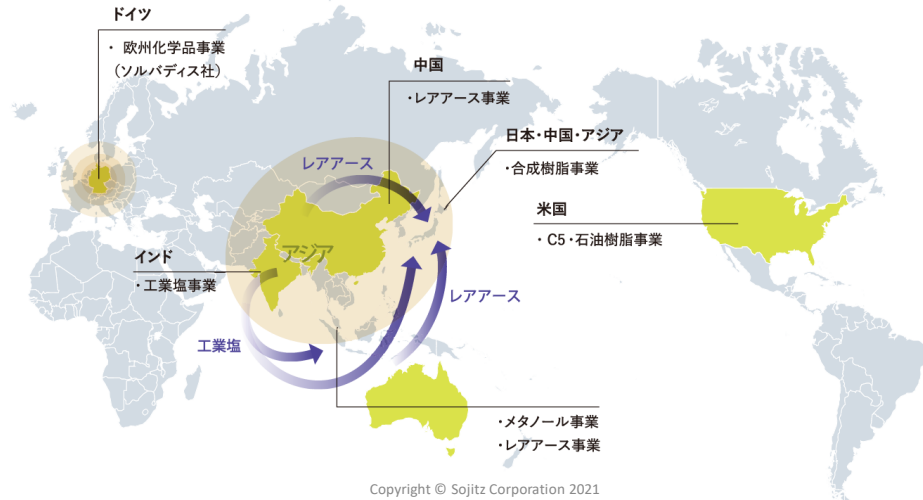 ドイツ
・ 欧州化学品事業
(ソルバディス社)
中国
・レアアース事業
日本・中国・アジア
・合成樹脂事業
米国
・C5・石油樹脂事業
レアアース
アジア
インド
・工業塩事業
レアアース
工業塩
・メタノール事業
・レアアース事業
Copyright © Sojitz Corporation 2021